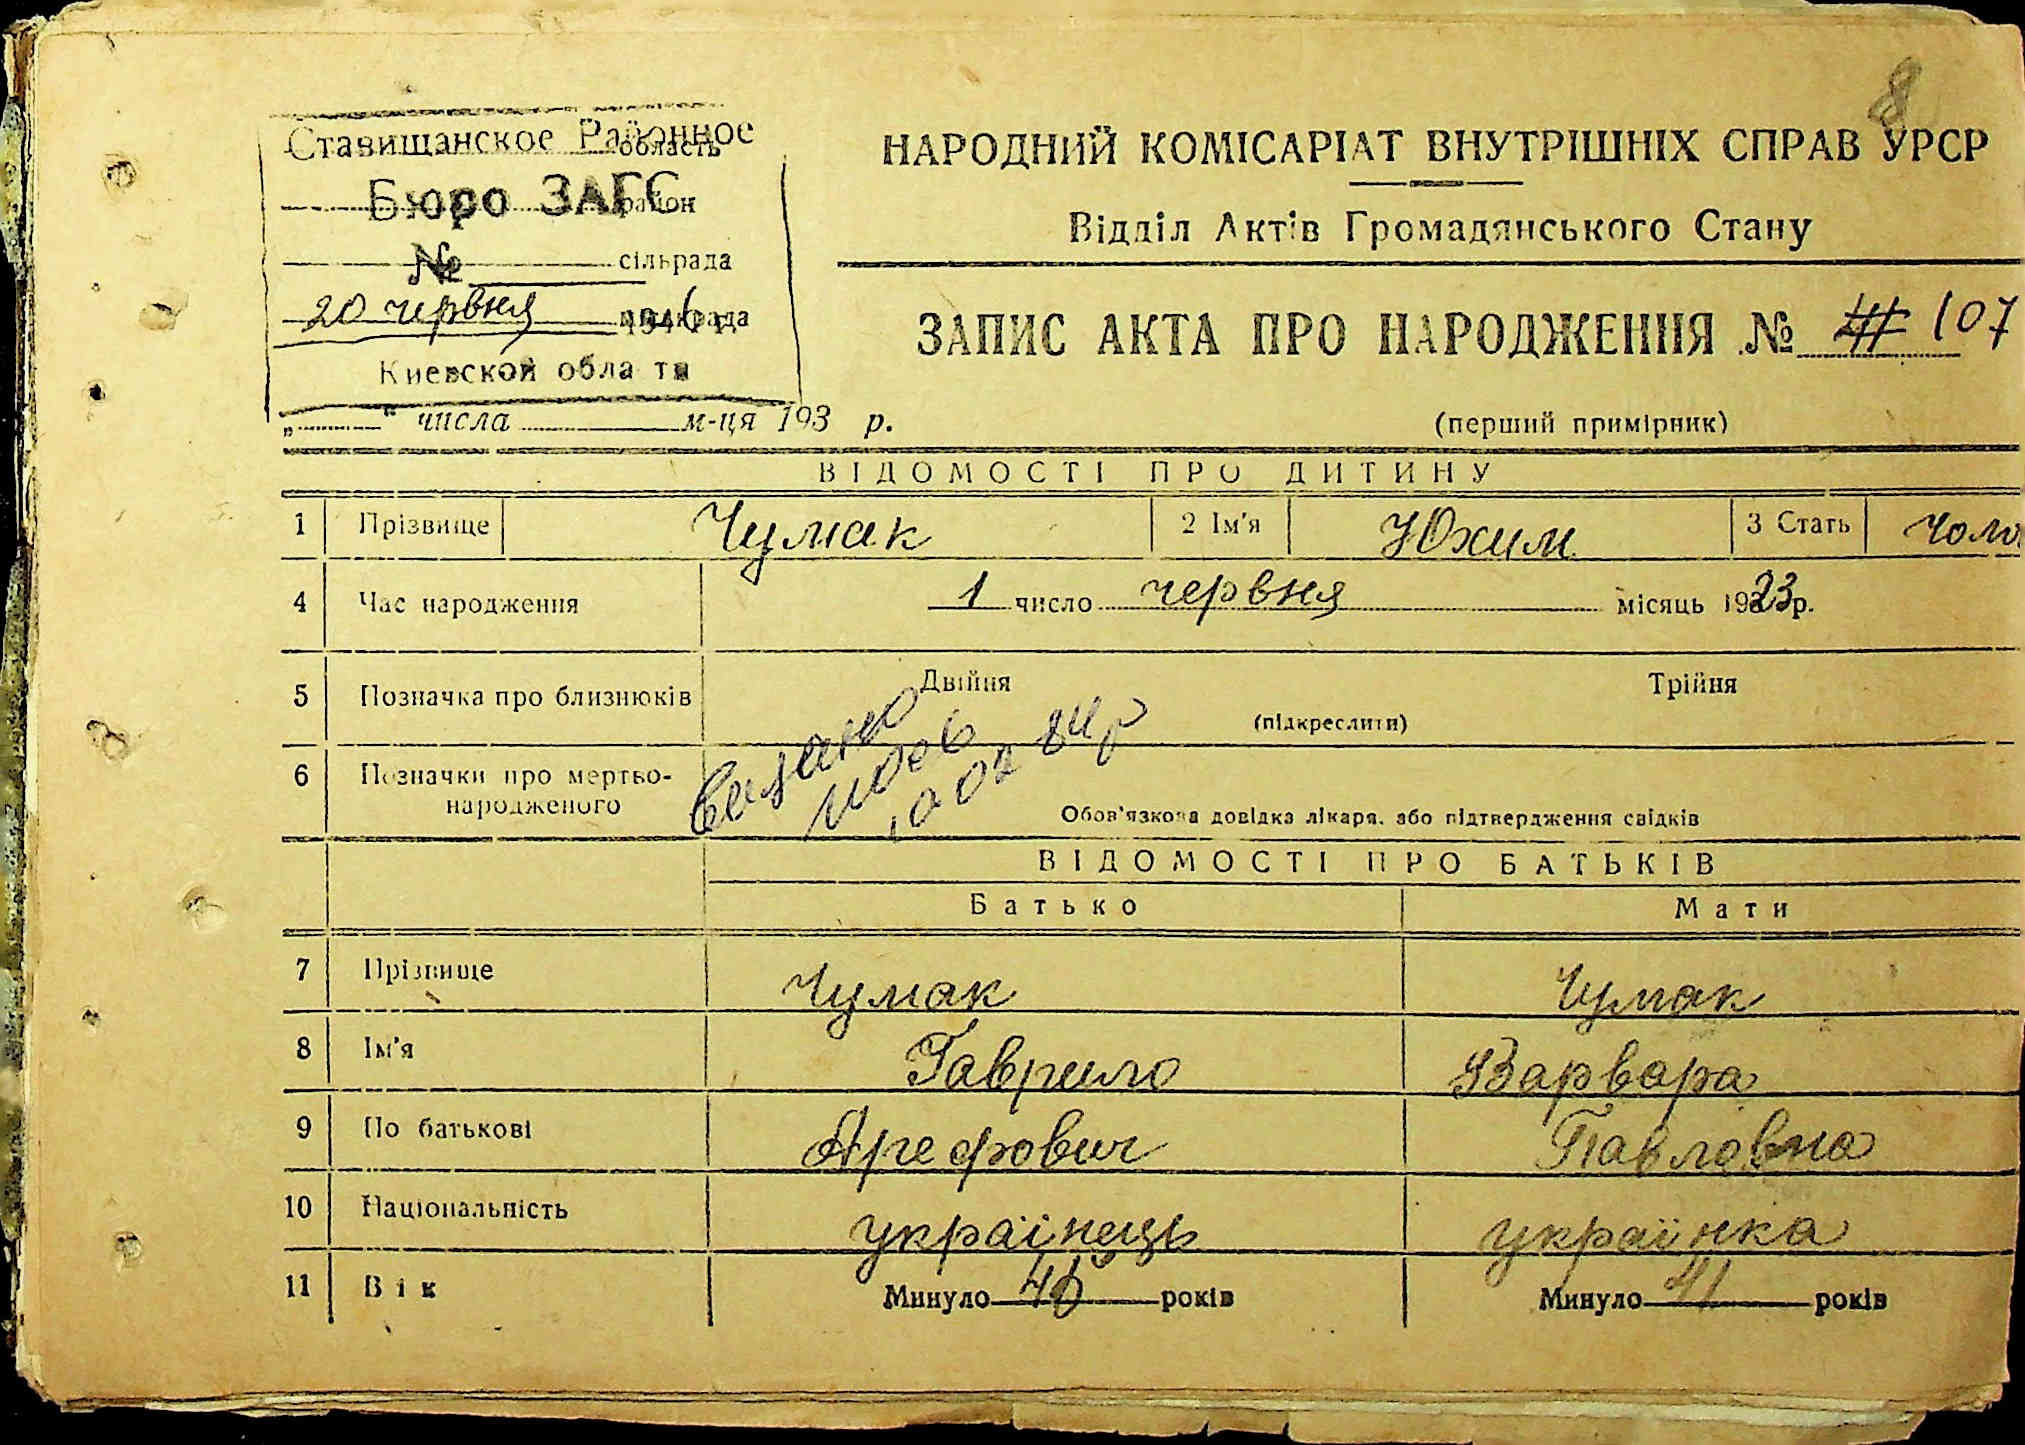 8
Ставищанское Районное
область
Бюро ЗАГС
район
№ сільрада
20 червня 1946 г.
Киевской области
„ " числа м-ця 193 р.
НАРОДНИЙ КОМІСАРІАТ ВНУТРІШНІХ СПРАВ УРСР
Відділ Актів Громадянського Стану
ЗАПИС АКТА ПРО НАРОДЖЕННЯ № 107
(перший примірник)
ВІДОМОСТІ ПРО ДИТИНУ
1 Прізвище Чумак 2 Ім'я Юхим 3 Стать чоло
4 Час народження 1 число червня місяць 1923 р.
5 Позначка про близнюків Двійня Трійня
(підкреслити)
6 Позначки про мертво-
народженого
Обов'язкова довідка лікаря, або підтвердження свідків
ВІДОМОСТІ ПРО БАТЬКІВ
Батько Мати
7 Прізвище Чумак Чумак
8 Ім'я Гаврило Варвара
9 По батькові Арефович Павловна
10 Національність українець українка
11 Вік Минуло 46 років Минуло 41 років